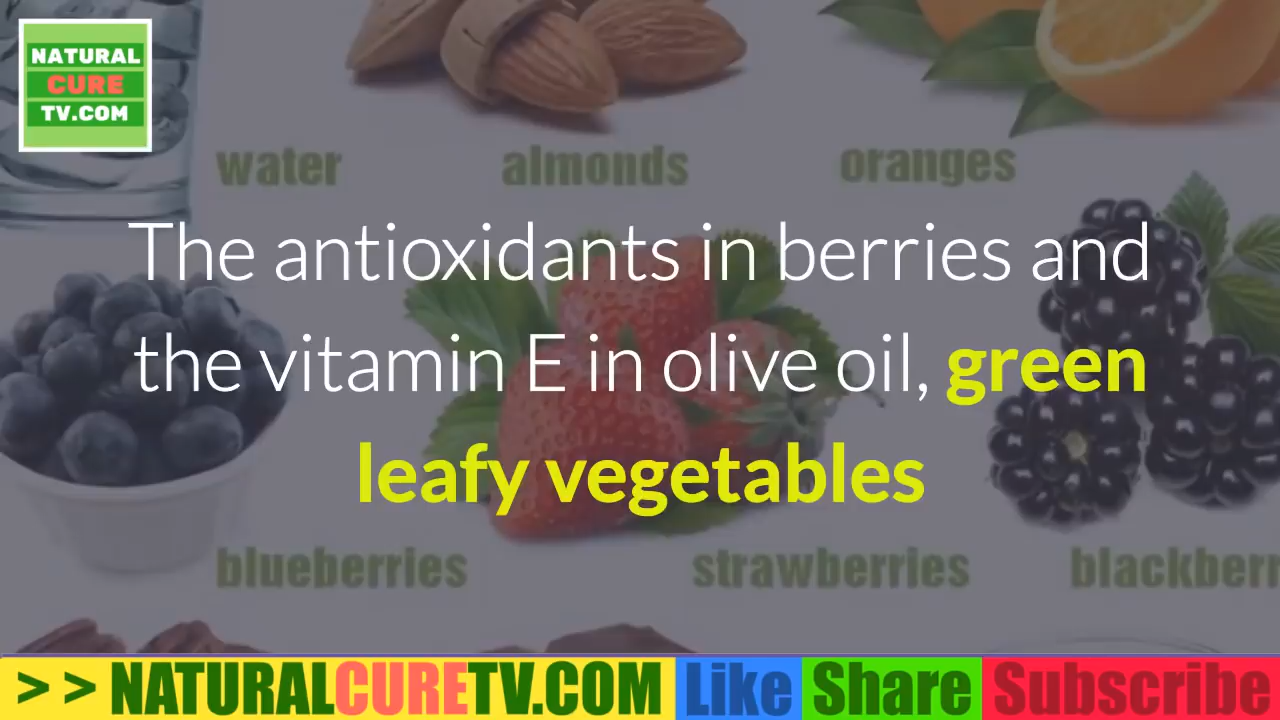 NATURAL
CURE
TV.COM
water
almonds
oranges
The antioxidants in berries and
the vitamin E in olive oil, green
leafy vegetables
blueberries
strawberries
blackberr
> > NATURALCURETV.COM Like Share Subscribe